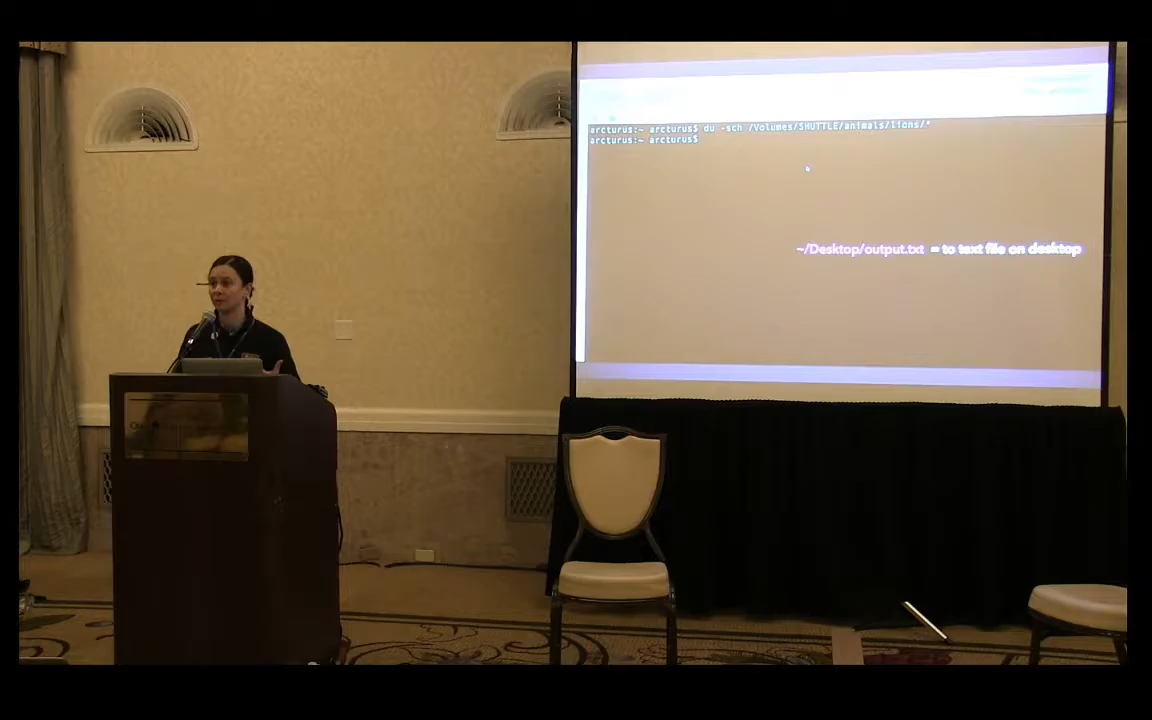 arcturus:~ arcturus$ du -sch /Volumes/SHUTTLE/animals/lions/*
arcturus:~ arcturus$
~/Desktop/output.txt = to text file on desktop